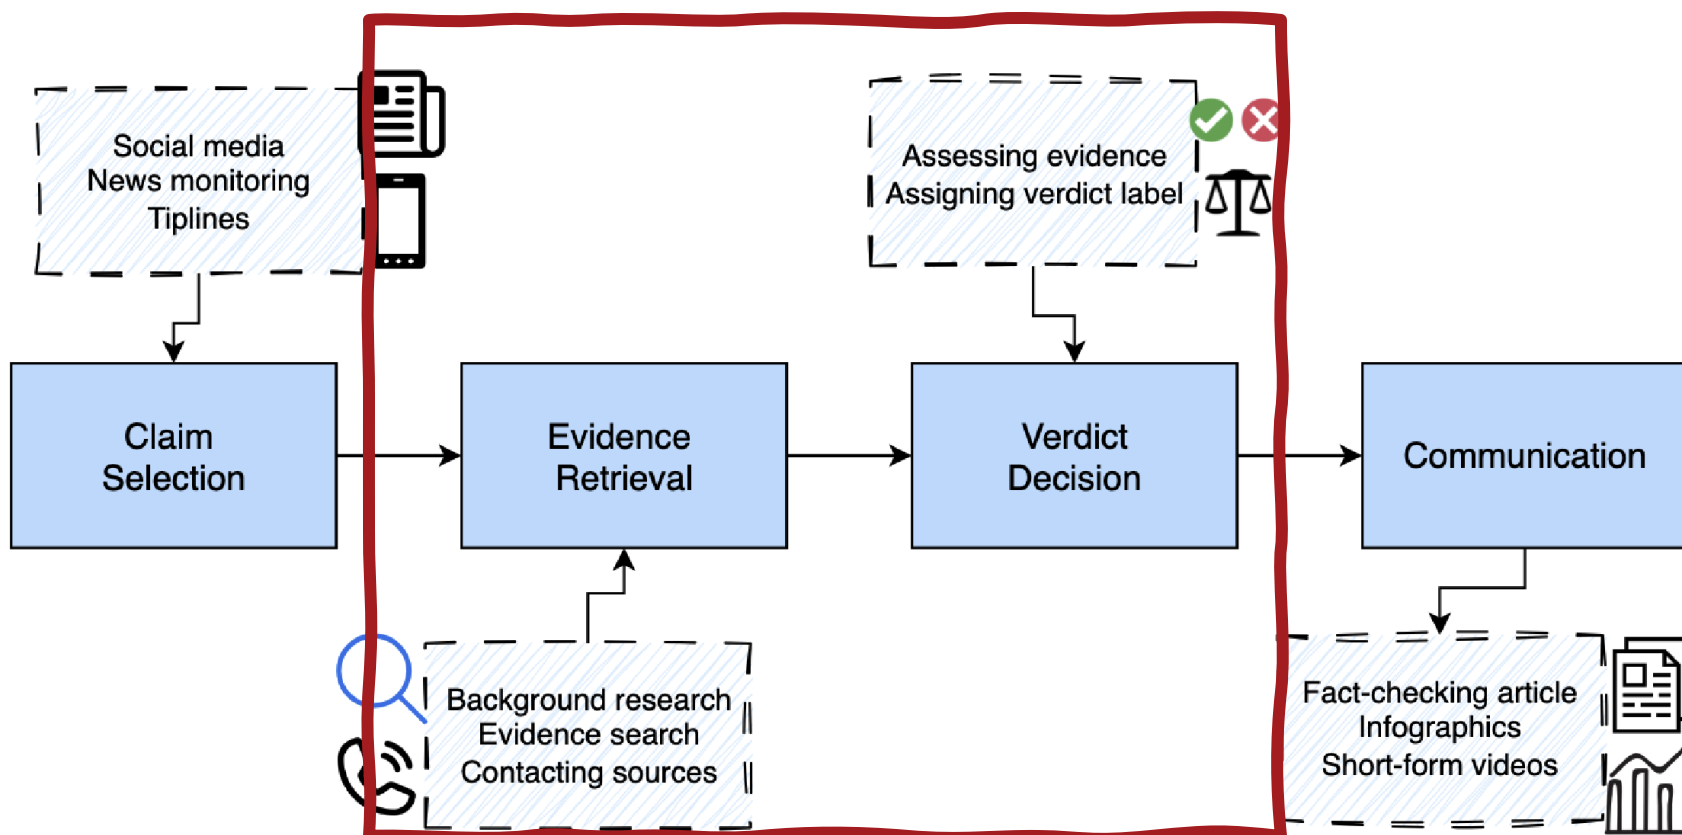 Social media
News monitoring
Tiplines
Assessing evidence
Assigning verdict label
Claim
Selection
Evidence
Retrieval
Verdict
Decision
Communication
Background research
Evidence search
Contacting sources
Fact-checking article
Infographics
Short-form videos